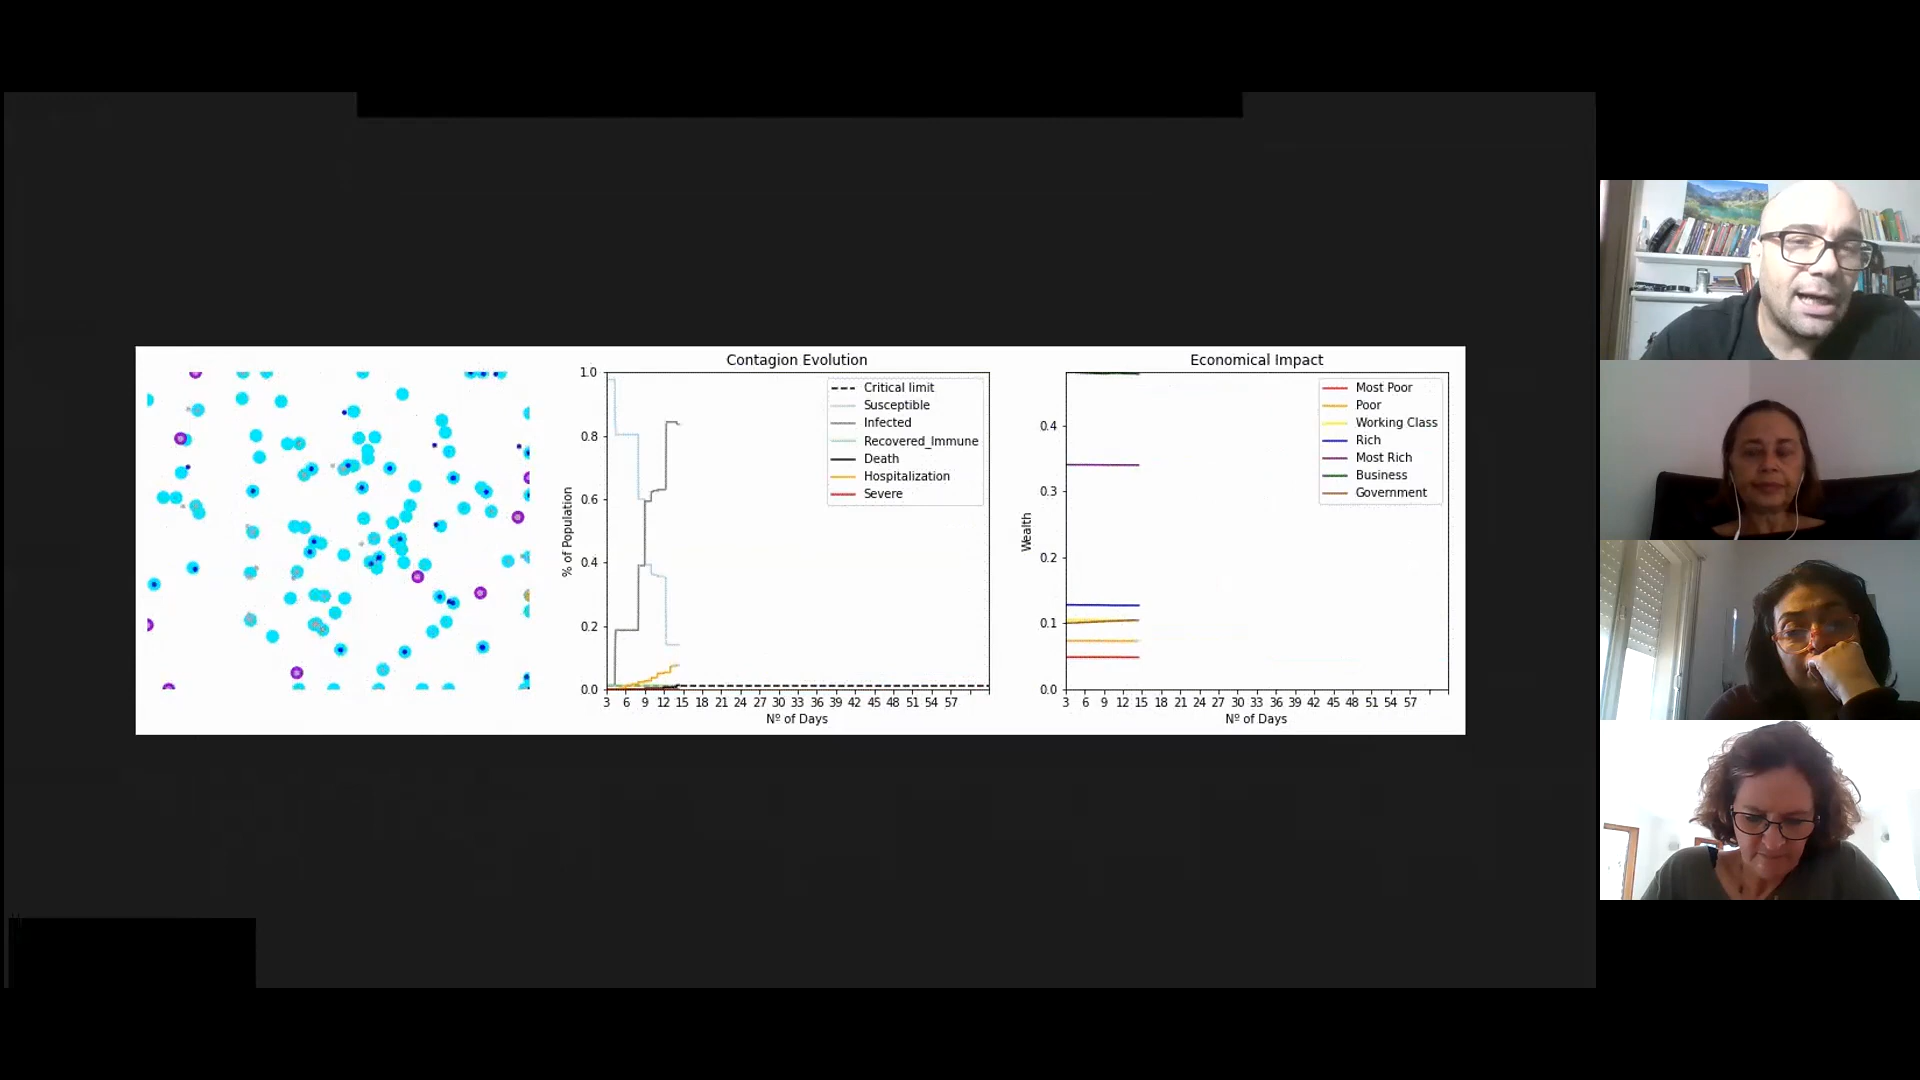 Contagion Evolution
1.0
0.8
0.6
0.4
0.2
0.0
% of Population
3 6 9 12 15 18 21 24 27 30 33 36 39 42 45 48 51 54 57
Nº of Days
Critical limit
Susceptible
Infected
Recovered_Immune
Death
Hospitalization
Severe
Economical Impact
0.4
0.3
0.2
0.1
0.0
Wealth
3 6 9 12 15 18 21 24 27 30 33 36 39 42 45 48 51 54 57
Nº of Days
Most Poor
Poor
Working Class
Rich
Most Rich
Business
Government